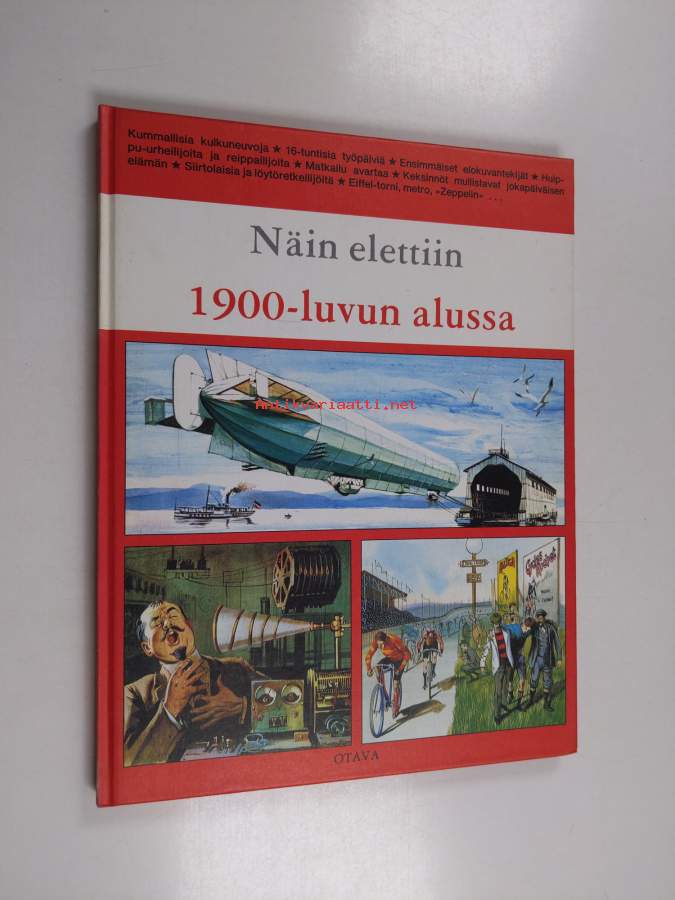 Kummallisia kulkuneuvoja ★ 16-tuntisia työpäiviä ★ Ensimmäiset elokuvantekijät ★ Huip-
pu-urheilijoita ja reippailijoita ★ Matkailu avartaa ★ Keksinnöt mullistavat jokapäiväisen
elämän ★ Siirtolaisia ja löytöretkeilijöitä ★ Eiffel-torni, metro, »Zeppelin» ...
Näin elettiin
1900-luvun alussa
Antikvariaatti.net
OTAVA